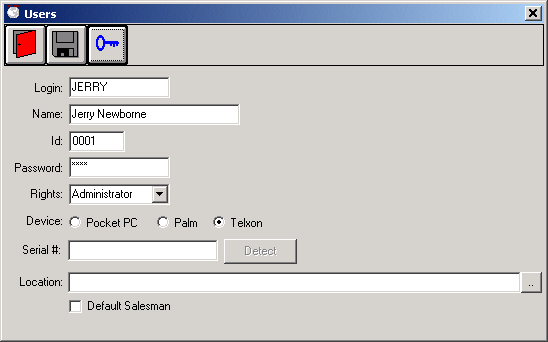 Users
Login: JERRY
Name: Jerry Newborne
Id: 0001
Password: ****
Rights: Administrator
Device: Pocket PC Palm Telxon
Serial #: Detect
Location: ..
Default Salesman